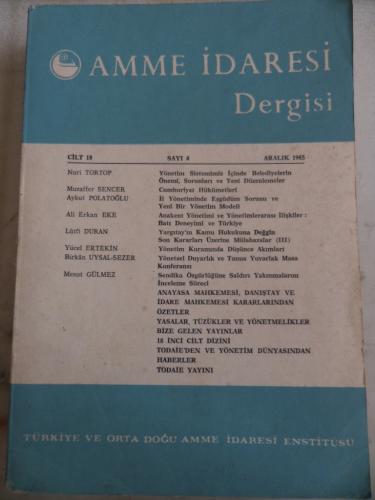 AMME İDARESİ
Dergisi
CİLT 18 SAYI 4 ARALIK 1985
Nuri TORTOP Yönetim Sistemimiz İçinde Belediyelerin
Önemi, Sorunları ve Yeni Düzenlemeler
Muzaffer SENCER Cumhuriyet Hükümetleri
Aykut POLATOĞLU İl Yönetiminde Eşgüdüm Sorunu ve
Yeni Bir Yönetim Modeli
Ali Erkan EKE Anakent Yönetimi ve Yönetimlerarası İlişkiler :
Batı Deneyimi ve Türkiye
Lûtfi DURAN Yargıtay'ın Kamu Hukukuna Değgin
Son Kararları Üzerine Mülahazalar (III)
Yücel ERTEKİN Yönetim Kuramında Düşünce Akımları
Birkân UYSAL-SEZER Yönetsel Duyarlık ve Tunus Yuvarlak Masa
Konferansı
Mesut GÜLMEZ Sendika Özgürlüğüne Saldırı Yakınmalarını
İnceleme Süreci
ANAYASA MAHKEMESİ, DANIŞTAY VE
İDARE MAHKEMESİ KARARLARINDAN
ÖZETLER
YASALAR, TÜZÜKLER VE YÖNETMELİKLER
BİZE GELEN YAYINLAR
18 İNCİ CİLT DİZİNİ
TODAİE'DEN VE YÖNETİM DÜNYASINDAN
HABERLER
TODAİE YAYINI
TÜRKİYE VE ORTA DOĞU AMME İDARESİ ENSTİTÜSÜ